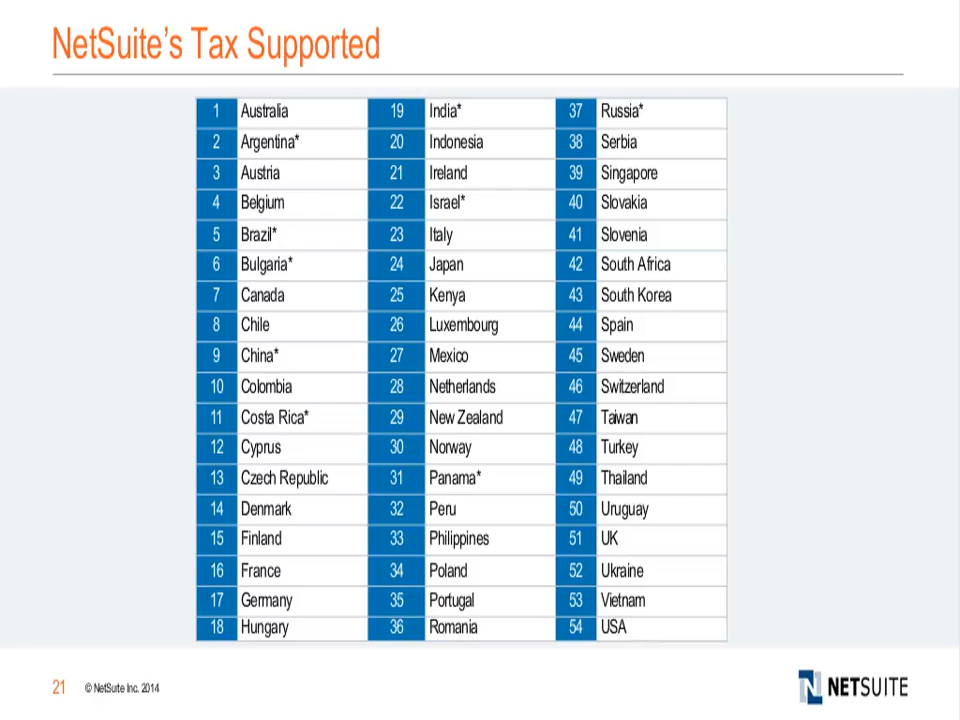 NetSuite's Tax Supported
1 Australia 19 India* 37 Russia*
2 Argentina* 20 Indonesia 38 Serbia
3 Austria 21 Ireland 39 Singapore
4 Belgium 22 Israel* 40 Slovakia
5 Brazil* 23 Italy 41 Slovenia
6 Bulgaria* 24 Japan 42 South Africa
7 Canada 25 Kenya 43 South Korea
8 Chile 26 Luxembourg 44 Spain
9 China* 27 Mexico 45 Sweden
10 Colombia 28 Netherlands 46 Switzerland
11 Costa Rica* 29 New Zealand 47 Taiwan
12 Cyprus 30 Norway 48 Turkey
13 Czech Republic 31 Panama* 49 Thailand
14 Denmark 32 Peru 50 Uruguay
15 Finland 33 Philippines 51 UK
16 France 34 Poland 52 Ukraine
17 Germany 35 Portugal 53 Vietnam
18 Hungary 36 Romania 54 USA
21 © NetSuite Inc. 2014
NETSUITE